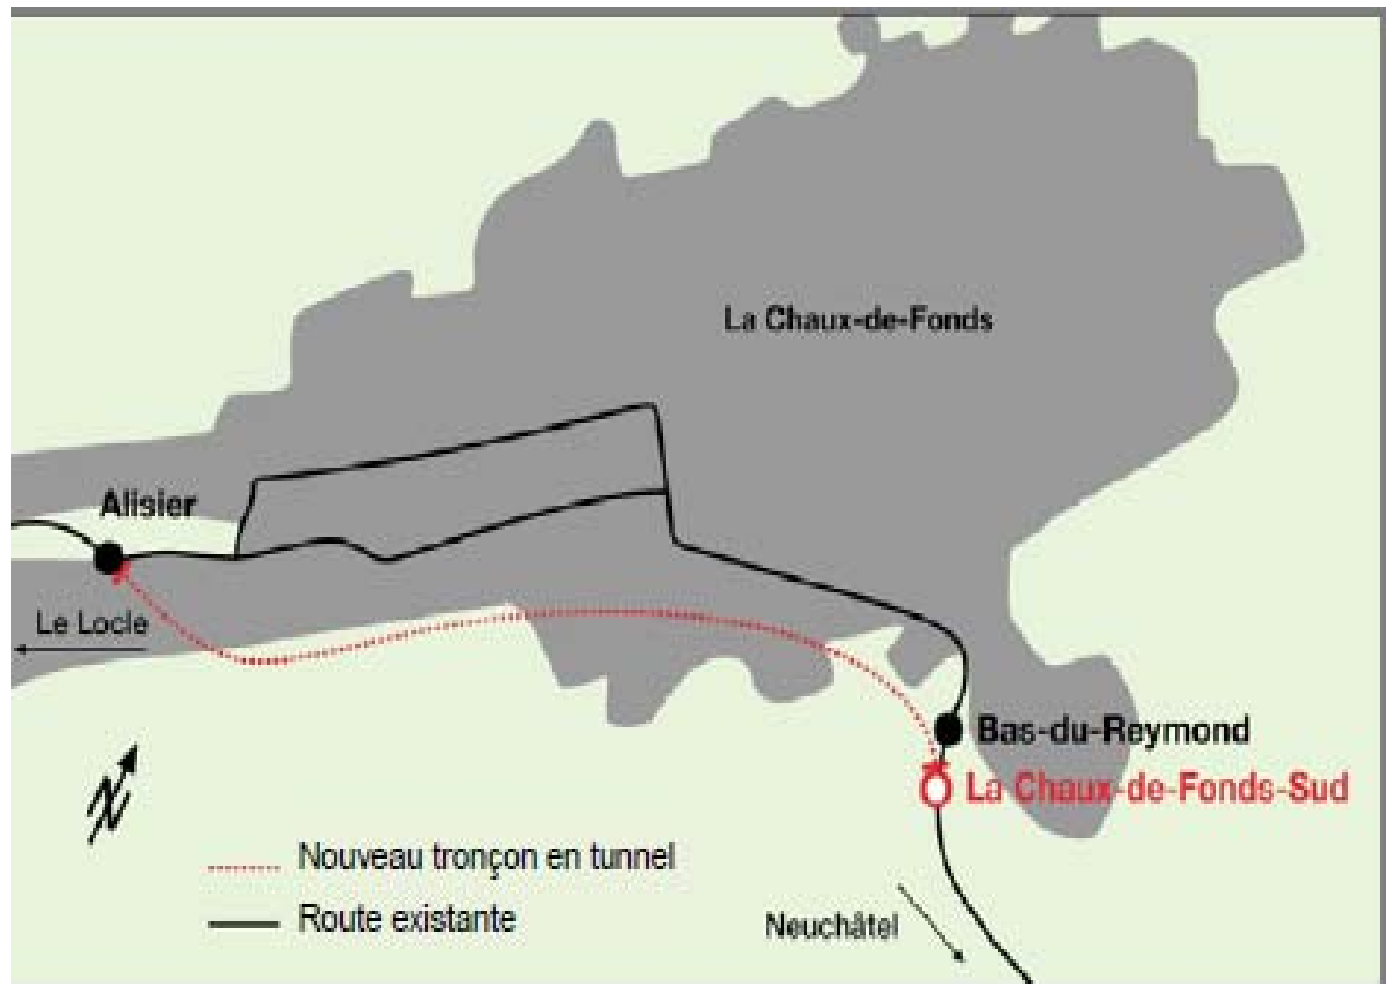 La Chaux-de-Fonds
Alisier
Le Locle
Bas-du-Reymond
La Chaux-de-Fonds-Sud
N
Nouveau tronçon en tunnel
Route existante
Neuchâtel